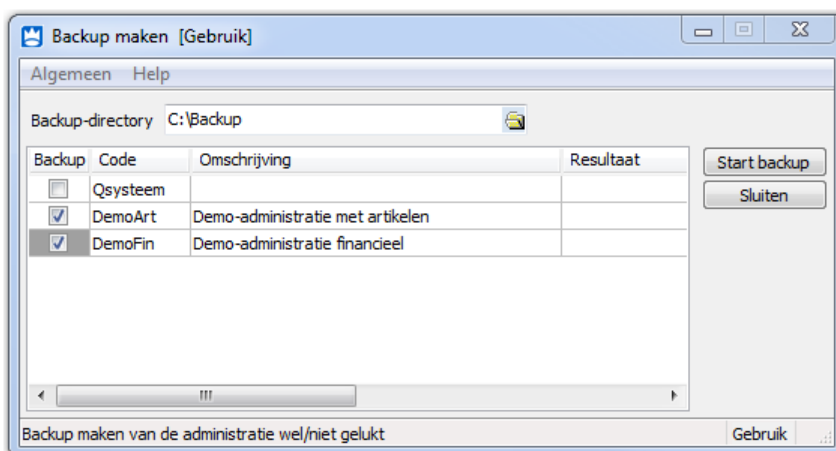 Backup maken [Gebruik]
Algemeen Help
Backup-directory C:\Backup
Backup Code Omschrijving Resultaat
Start backup
Qsysteem
Sluiten
DemoArt Demo-administratie met artikelen
DemoFin Demo-administratie financieel
Backup maken van de administratie wel/niet gelukt Gebruik